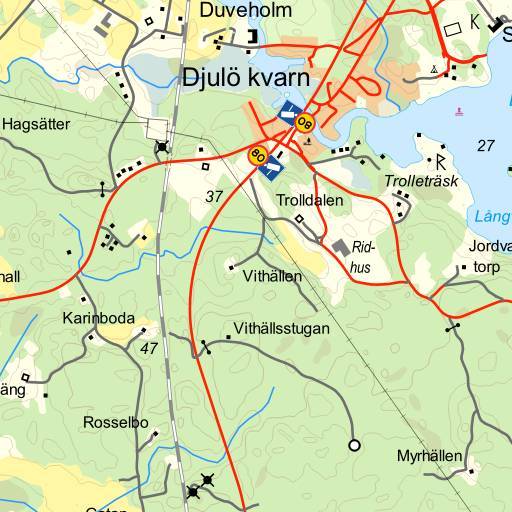 Duveholm
K
S
Djulö kvarn
80
Hagsätter
80
27
R
Trolleträsk
37
Trolldalen
Lång
Rid-
hus
Jordva
torp
nall
Vithällen
Karinboda
Vithällsstugan
47
äng
Rosselbo
Myrhällen